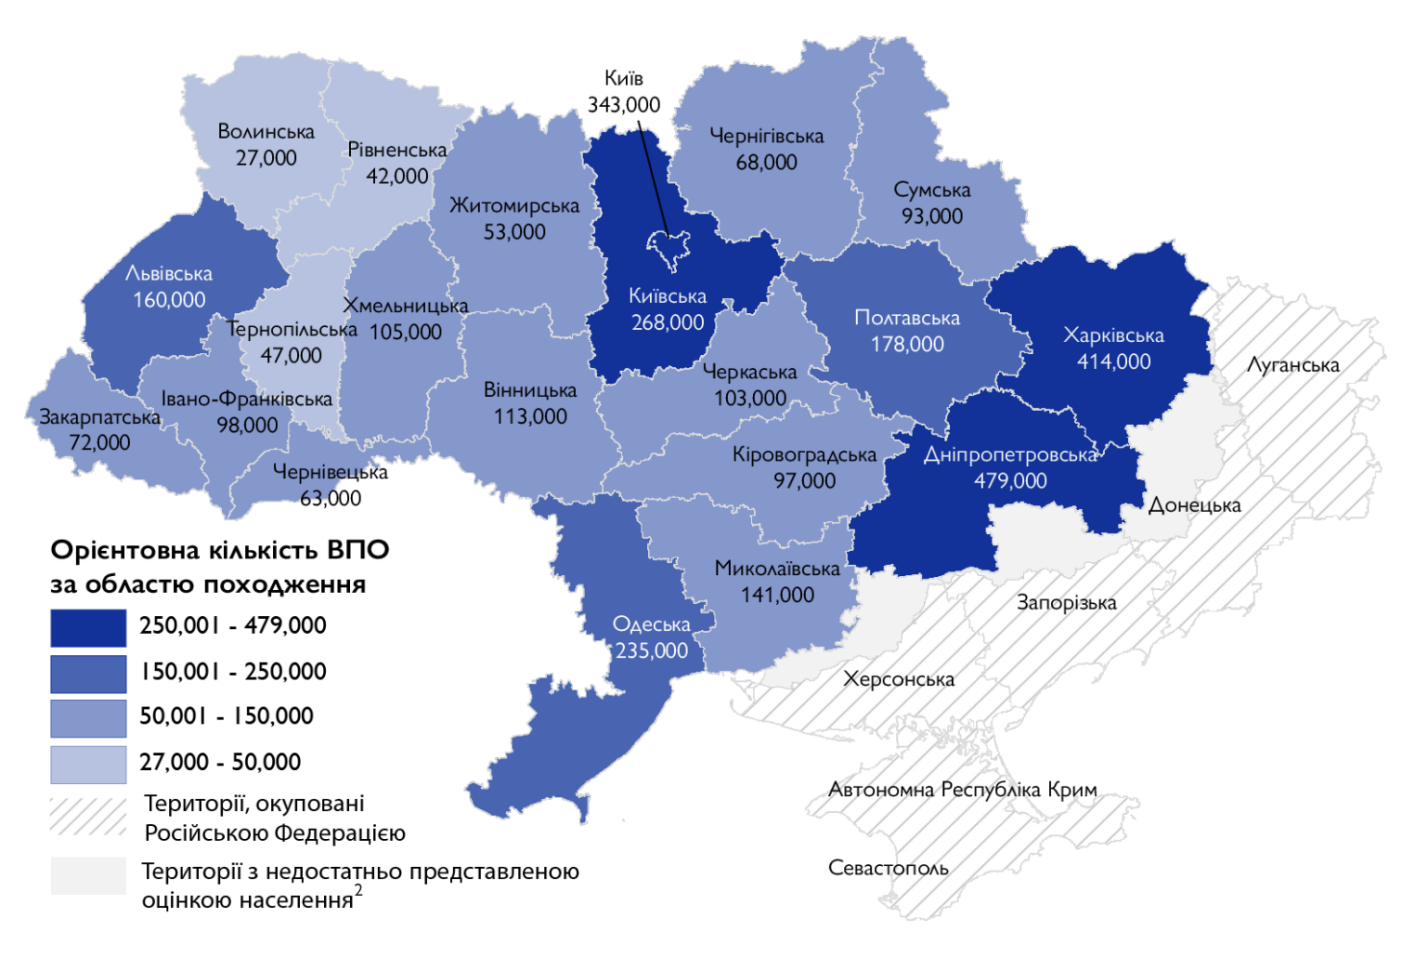 Київ
343,000
Волинська
27,000
Рівненська
42,000
Житомирська
53,000
Чернігівська
68,000
Сумська
93,000
Львівська
160,000
Тернопільська
47,000
Хмельницька
105,000
Київська
268,000
Полтавська
178,000
Харківська
414,000
Луганська
Закарпатська
72,000
Івано-Франківська
98,000
Чернівецька
63,000
Вінницька
113,000
Черкаська
103,000
Кіровоградська
97,000
Дніпропетровська
479,000
Донецька
Миколаївська
141,000
Запорізька
Одеська
235,000
Херсонська
Автономна Республіка Крим
Севастополь
Орієнтовна кількість ВПО
за областю походження
250,001 - 479,000
150,001 - 250,000
50,001 - 150,000
27,000 - 50,000
Території, окуповані
Російською Федерацією
Території з недостатньо представленою
оцінкою населення2